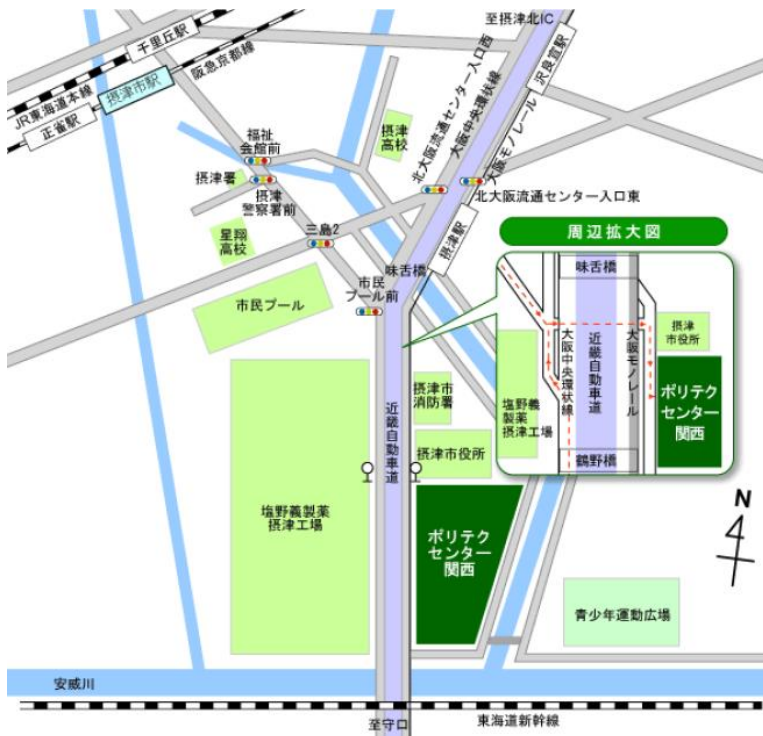 至摂津北IC
千里丘駅
阪急京都線
摂津市駅
JR東海道本線
正雀駅
沢良宜駅
北大阪流通センター入口西
大阪中央環状線
大阪モノレール
福祉
会館前
摂津
高校
摂津署
摂津
警察署前
北大阪流通センター入口東
三島2
星翔
高校
摂津駅
周辺拡大図
味舌橋
市民
プール前
市民プール
味舌橋
大阪中央環状線
近畿自動車道
大阪モノレール
摂津
市役所
塩野義
製薬
摂津工場
ポリテク
センター
関西
鶴野橋
近畿自動車道
摂津市
消防署
摂津市役所
塩野義製薬
摂津工場
ポリテク
センター
関西
N
青少年運動広場
安威川
東海道新幹線
至守口